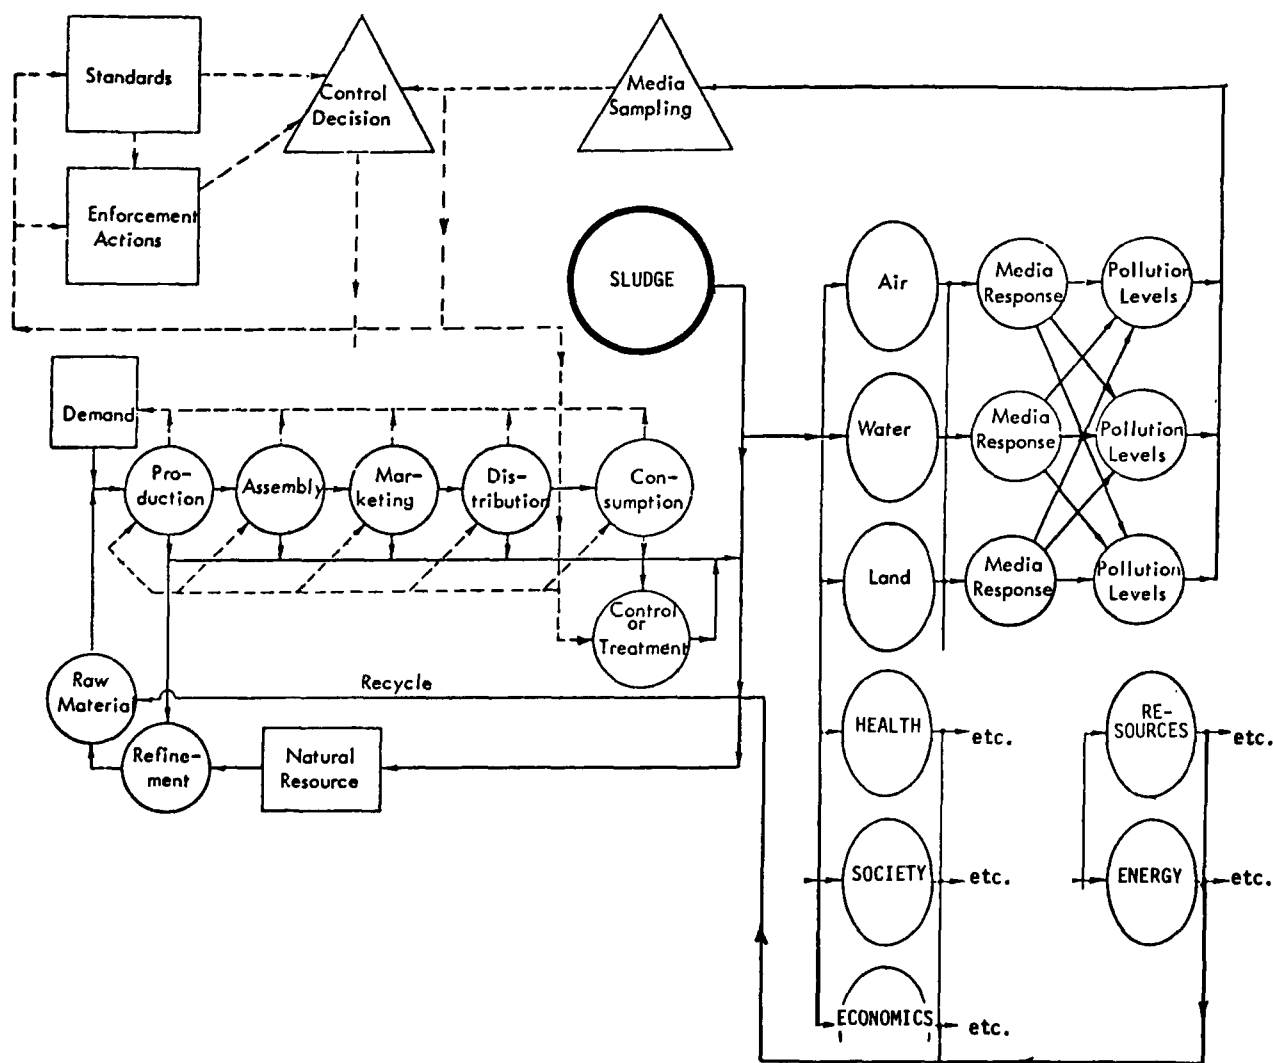 Standards
Control
Decision
Media
Sampling
Enforcement
Actions
SLUDGE
Air
Media
Response
Pollution
Levels
Demand
Water
Media
Response
Pollution
Levels
Pro-
duction
Assembly
Mar-
keting
Dis-
tribution
Con-
sumption
Land
Media
Response
Pollution
Levels
Control
or
Treatment
Raw
Materia
Recycle
Refine-
ment
Natural
Resource
HEALTH
etc.
RE-
SOURCES
etc.
SOCIETY
etc.
ENERGY
etc.
ECONOMICS
etc.